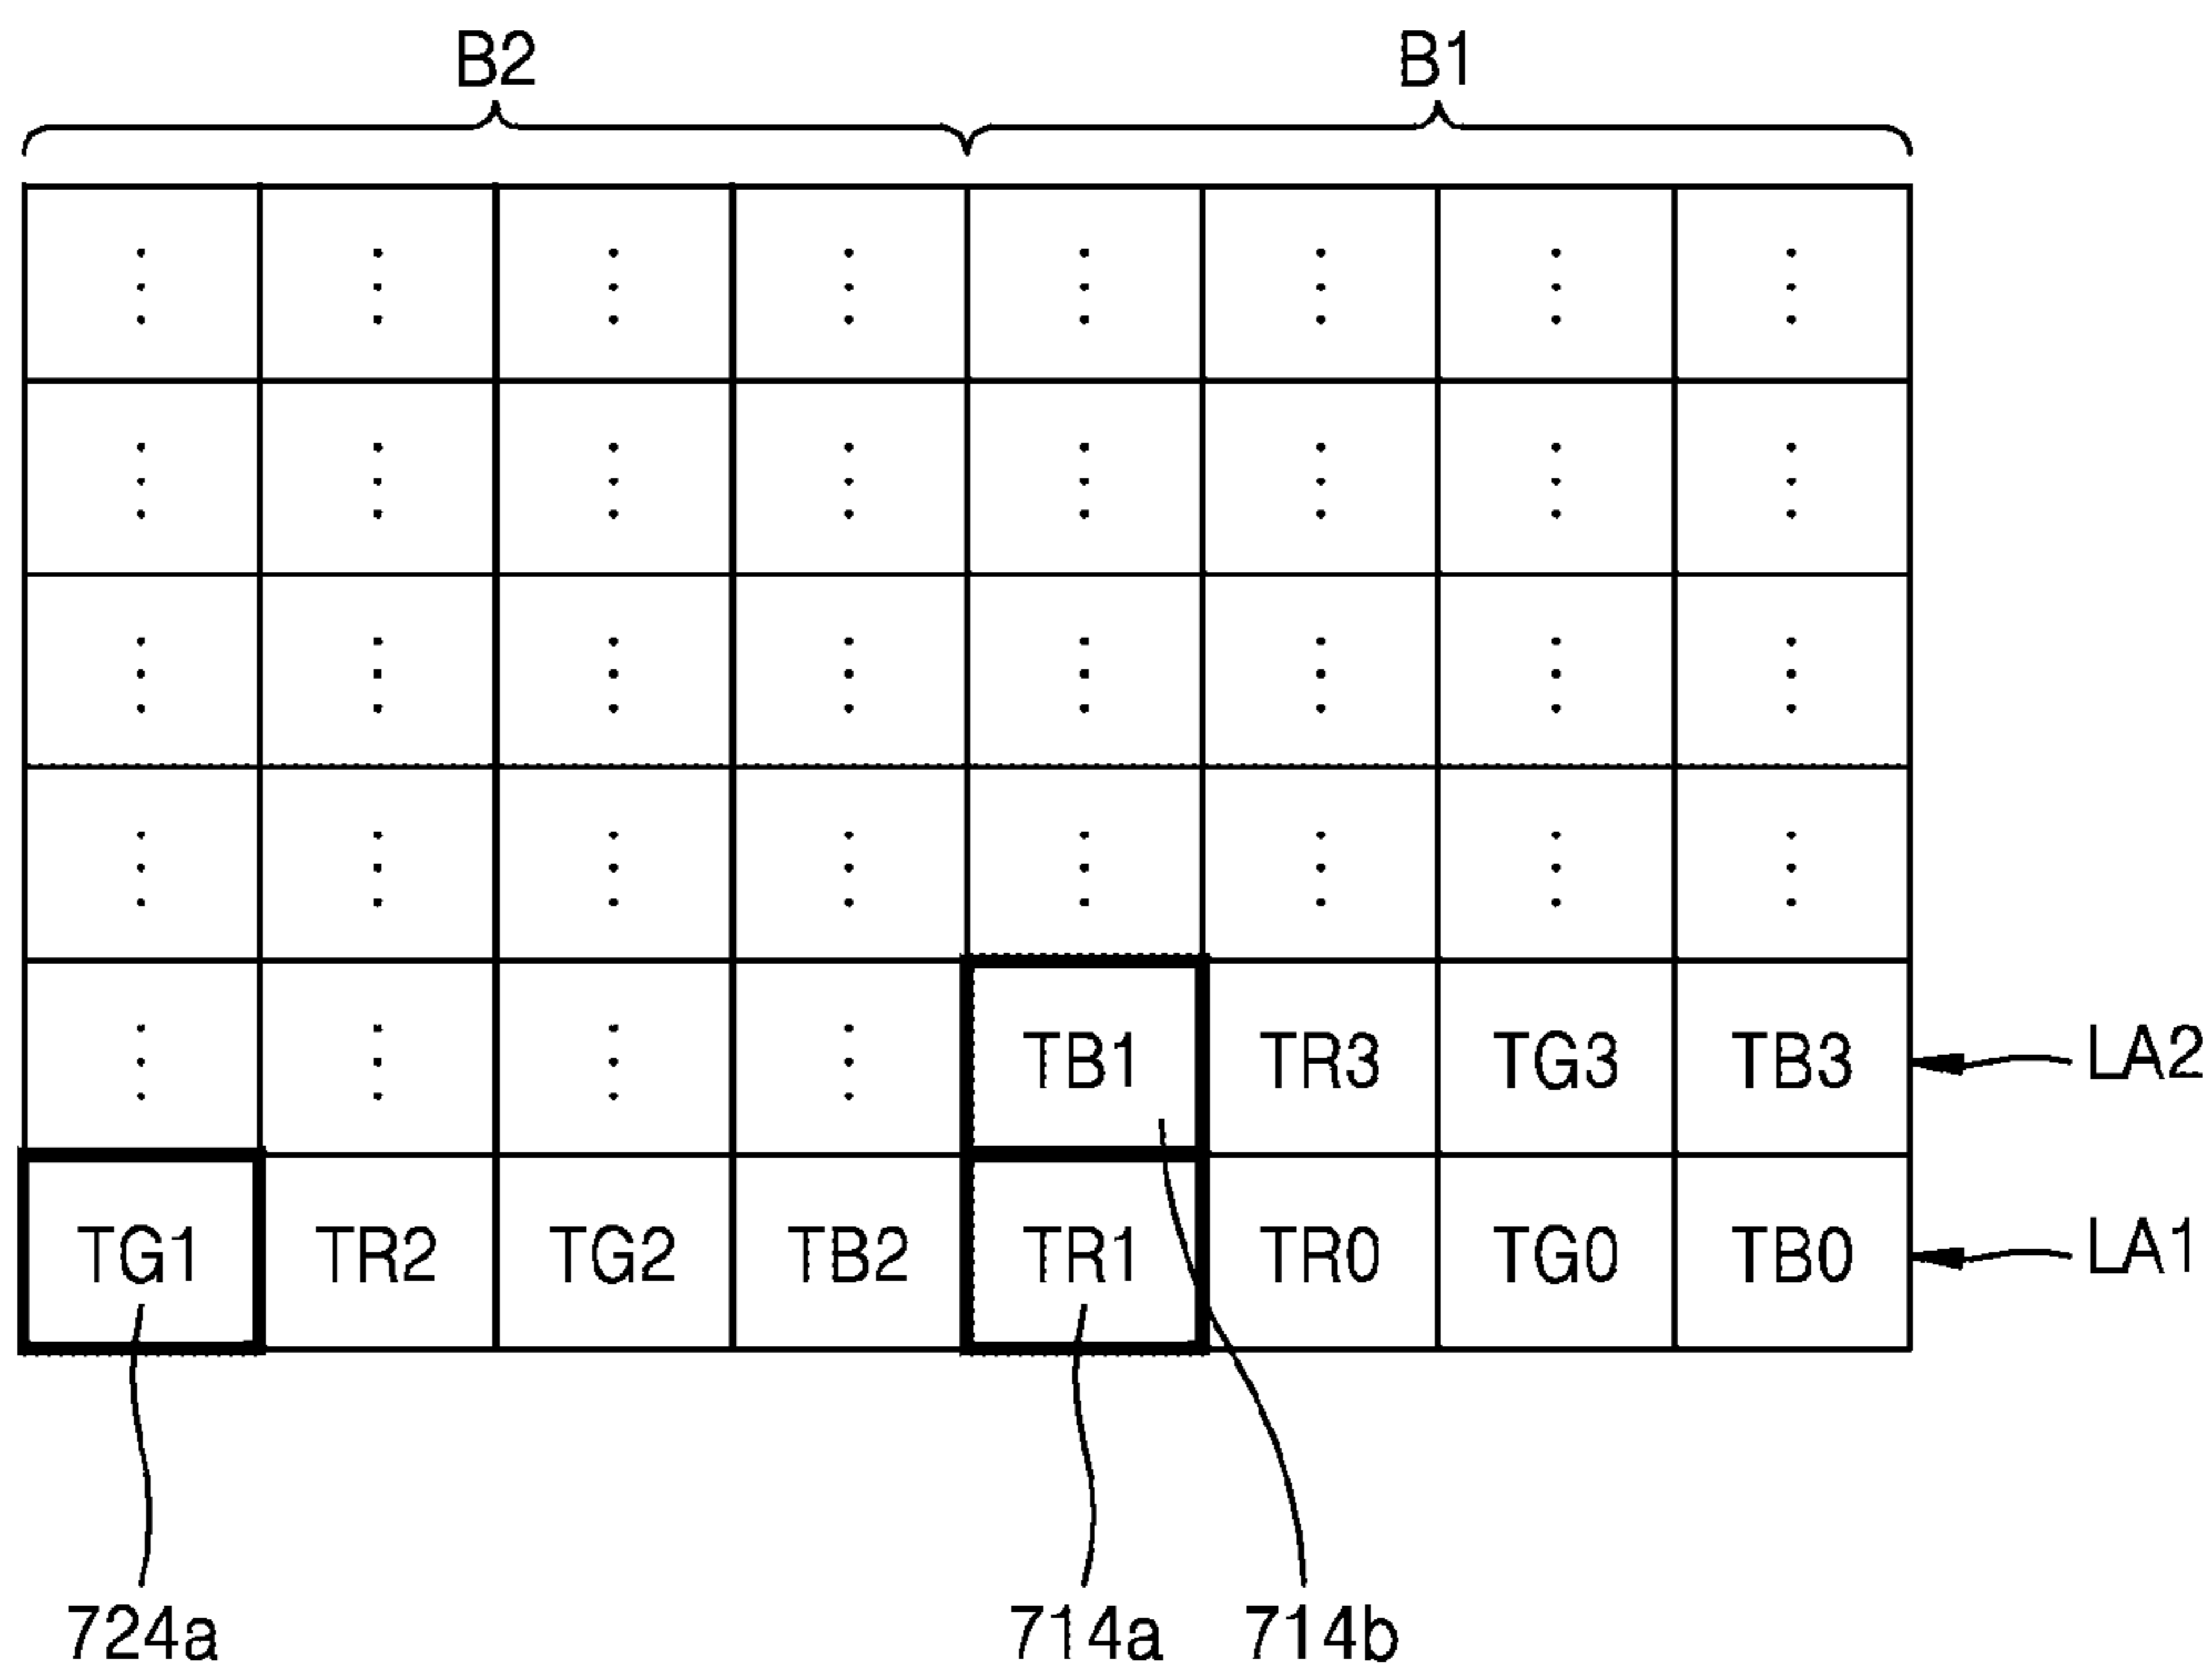 B2 B1
TB1 TR3 TG3 TB3 LA2
TG1 TR2 TG2 TB2 TR1 TR0 TG0 TB0 LA1
724a 714a 714b